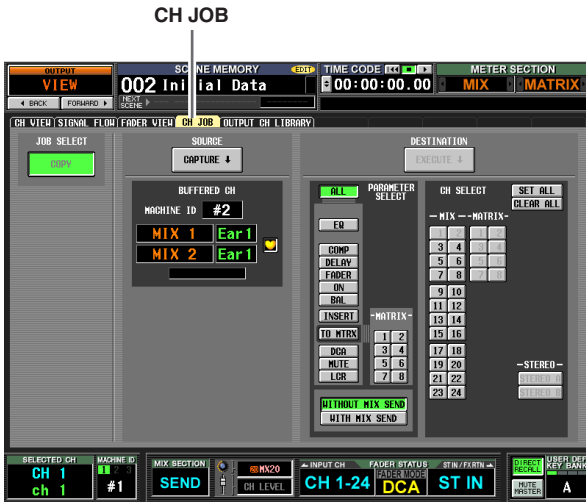 CH JOB
OUTPUT
VIEW
BACK
FORWARD
SCENE MEMORY
EDIT
002 Initial Data
NEXT SCENE
TIME CODE
00:00:00.00
METER SECTION
MIX
MATRIX
CH VIEW
SIGNAL FLOW
FADER VIEW
CH JOB
OUTPUT CH LIBRARY
JOB SELECT
COPY
SOURCE
CAPTURE
BUFFERED CH
MACHINE ID
#2
MIX 1
Ear1
MIX 2
Ear1
DESTINATION
EXECUTE
ALL
PARAMETER SELECT
EQ
COMP
DELAY
FADER
ON
BAL
INSERT
TO MTRX
DCA
MUTE
LCR
-MATRIX-
1 2
3 4
5 6
7 8
WITHOUT MIX SEND
WITH MIX SEND
CH SELECT
SET ALL
CLEAR ALL
-MIX-
-MATRIX-
1 2 1 2
3 4 3 4
5 6 5 6
7 8 7 8
9 10
11 12
13 14
15 16
17 18
19 20
21 22
23 24
-STEREO-
STEREO A
STEREO B
SELECTED CH
CH 1
ch 1
MACHINE ID
1 2 3
#1
MIX SECTION
SEND
MX20
CH LEVEL
INPUT CH
FADER STATUS
ST IN/FXRTN
CH 1-24
FADER MODE
DCA
ST IN
DIRECT RECALL
MUTE MASTER
USER DEF
KEY BANK
A